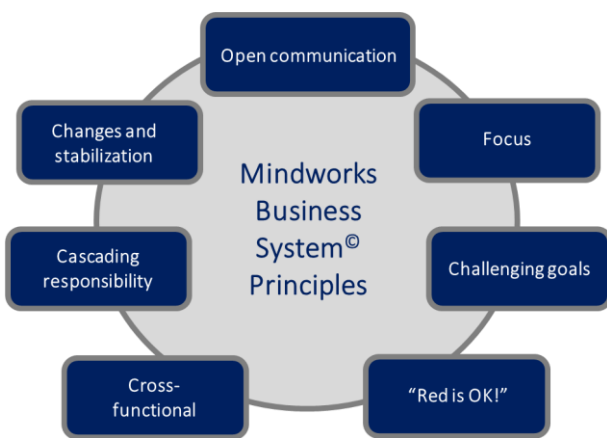 Open communication
Focus
Challenging goals
“Red is OK!”
Cross-
functional
Cascading
responsibility
Changes and
stabilization
Mindworks
Business
System©
Principles